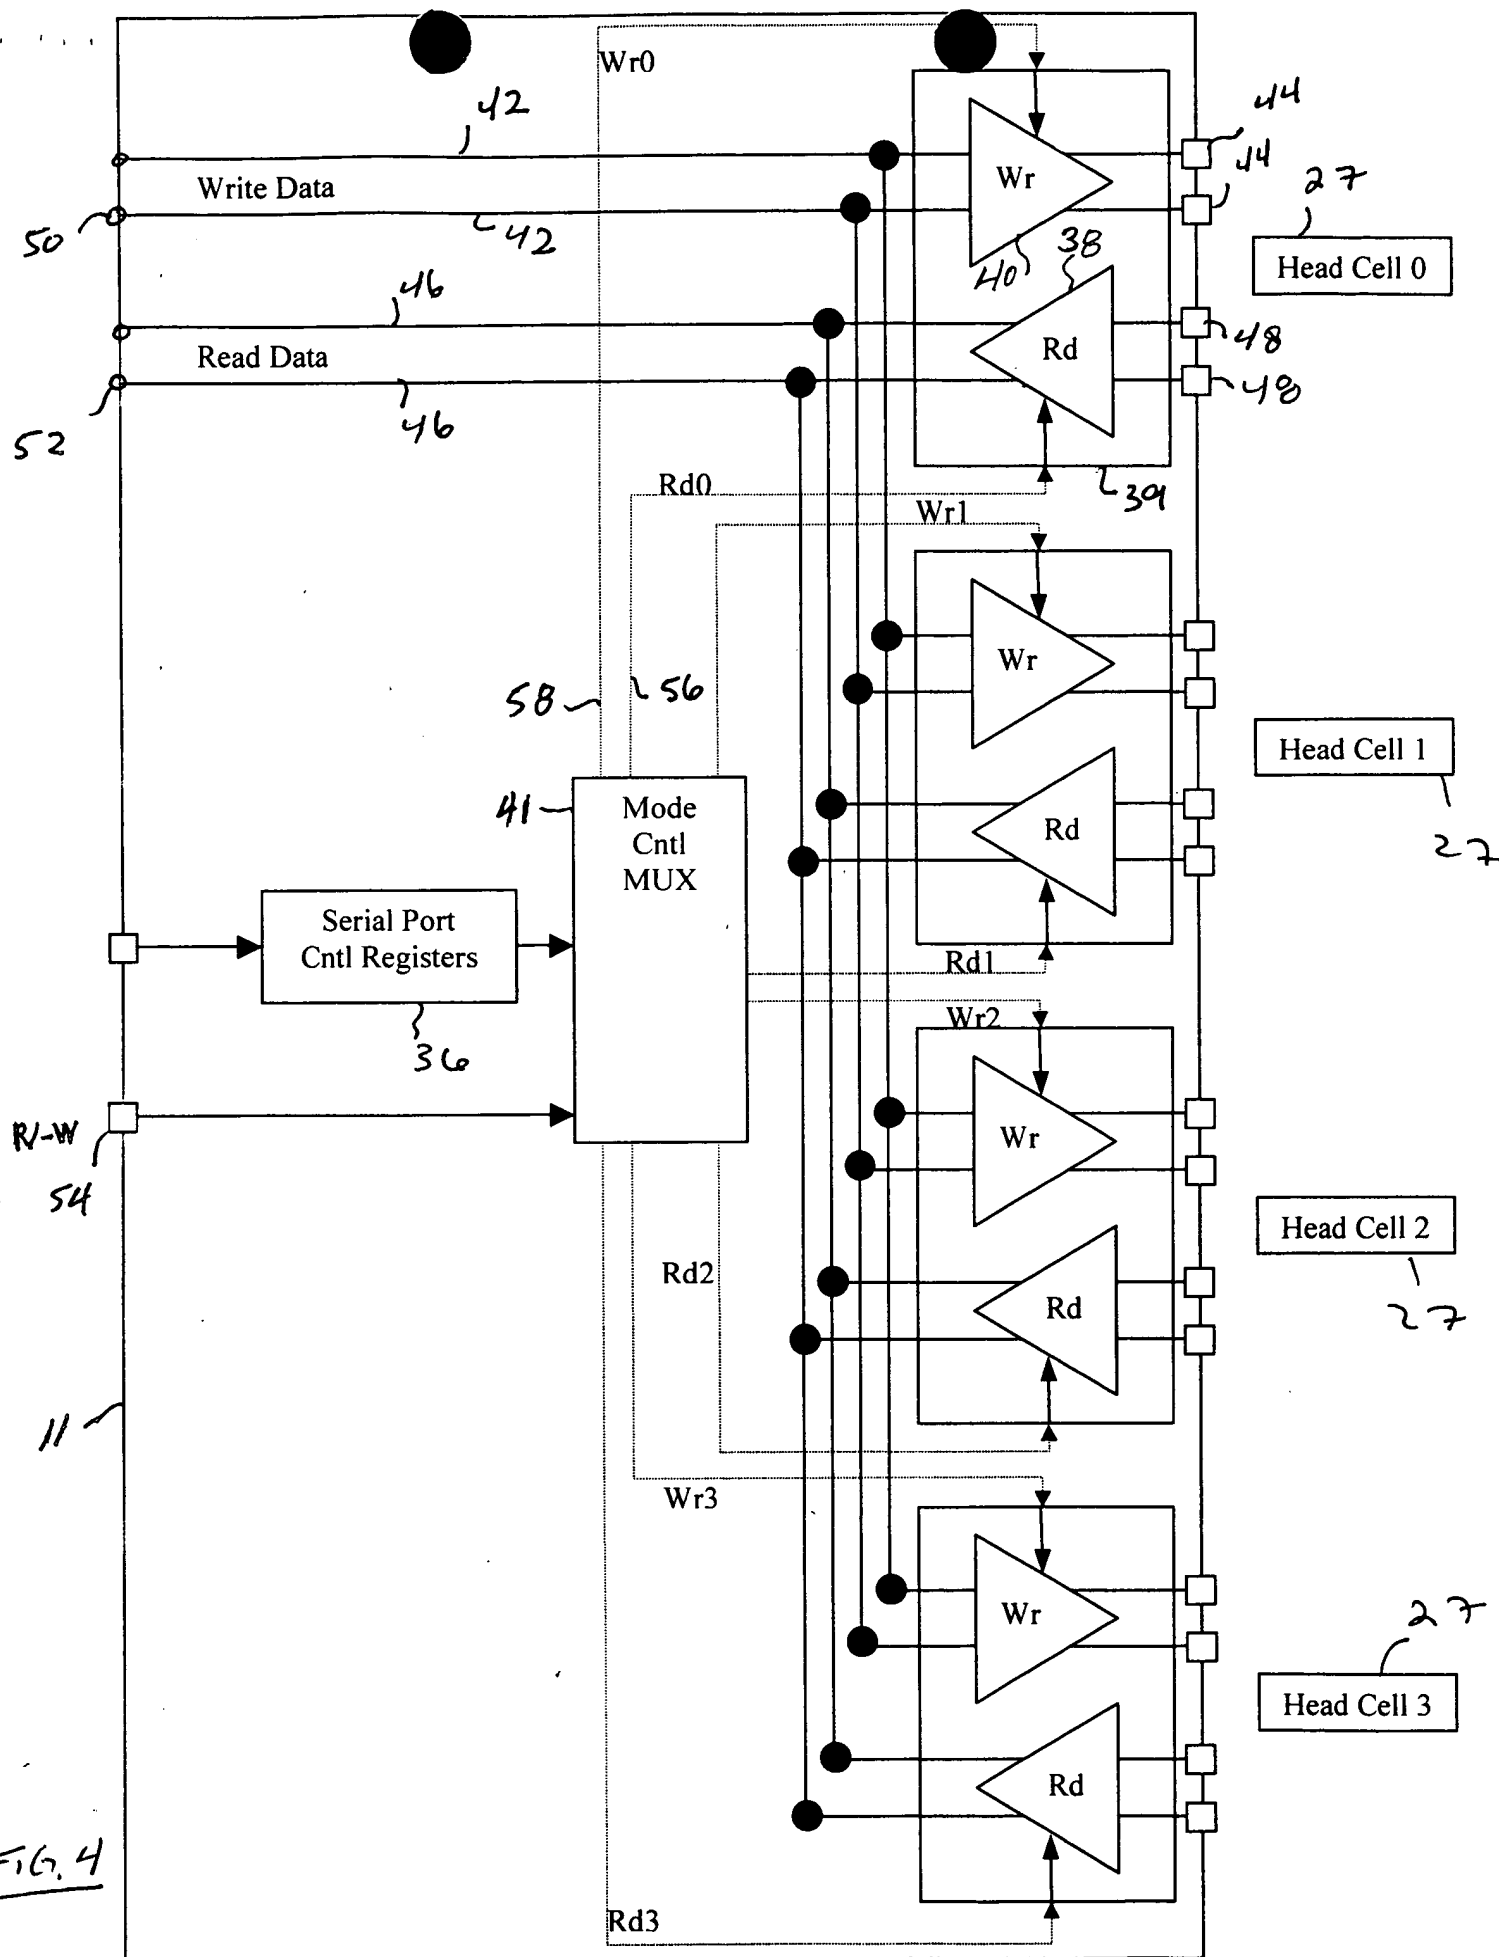 Wr0
42
44
Write Data
Wr
44
27
50
42
40
38
Head Cell 0
46
Read Data
Rd
48
48
52
46
Rd0
39
Wr1
58
56
Wr
Head Cell 1
41
Mode
Cntl
MUX
Rd
27
Serial Port
Cntl Registers
Rd1
36
Wr2
R/-W
54
Wr
Head Cell 2
Rd2
Rd
27
11
Wr3
Wr
27
Head Cell 3
Rd
FIG. 4
Rd3